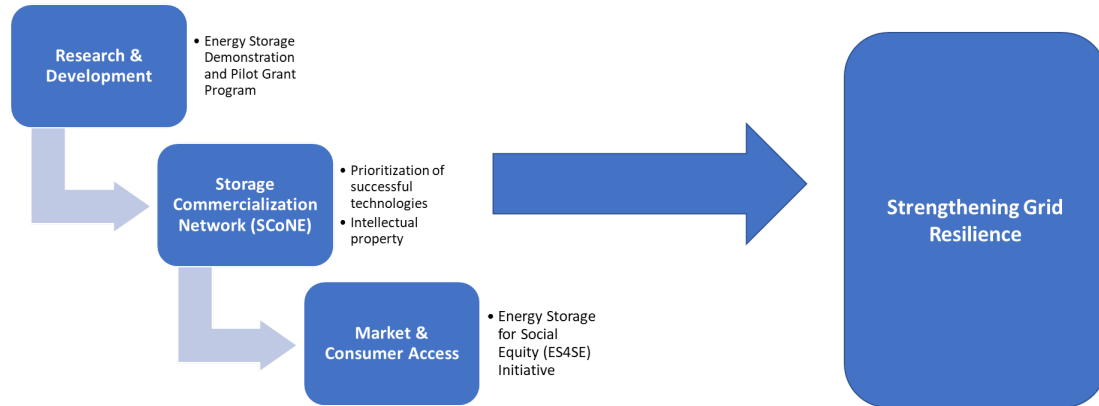 Research &
Development
• Energy Storage
Demonstration
and Pilot Grant
Program
Storage
Commercialization
Network (SCoNE)
• Prioritization of
successful
technologies
• Intellectual
property
Market &
Consumer Access
• Energy Storage
for Social
Equity (ES4SE)
Initiative
Strengthening Grid
Resilience